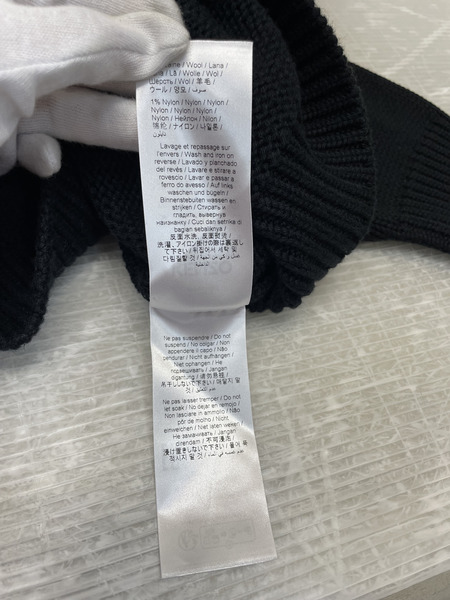 Wool / Lana /
/ Lã / Wolle / Wol /
Шерсть / Wol / 羊毛 /
ウール / 양모 / صوف
1% Nylon / Nylon / Nylon
Nylon / Nylon / Nylon /
Nylon / Нейлон / Nilon /
锦纶 / ナイロン / 나일론 /
نايلون
Lavage et repassage sur
l'envers / Wash and iron on
reverse / Lavado y planchado
del revés / Lavare e stirare a
rovescio / Lavar e passar a
ferro do avesso / Auf links
waschen und bügeln /
Binnenstebuten wassen en
strijken / Стирать и
гладить, вывернув
наизнанку / Cuci dan setrika di
bagian sebaliknya /
反面水洗、反面熨烫 /
洗濯、アイロン掛けの際は裏返し
て下さい / 뒤집어서 세탁 및
다림질할 것 /
Ne pas suspendre / Do not
suspend / No colgar / Non
appendere il capo / Não
pendurar / Nicht aufhängen /
Niet ophangen / Не
подвешивать / Jangan
digantung / 请勿悬挂 /
吊干ししないで下さい / 매달지 말
것 /
Ne pas laisser tremper / Do not
let soak / No dejar en remojo /
Non lasciare in ammollo / Não
pôr de molho / Nicht
einweichen / Niet laten weken /
Не замачивать / Jangan
direndam / 不可浸泡 /
浸け置きしないで下さい / 물에 담가
적시지 말 것 /